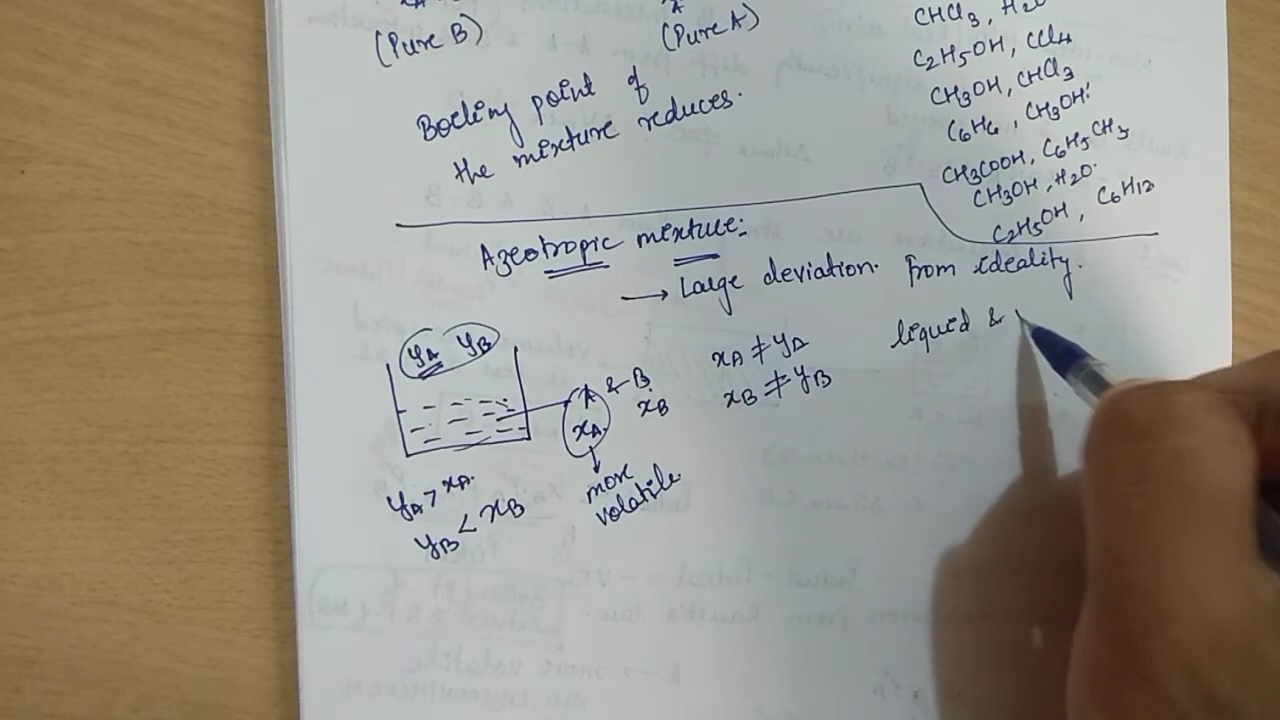 (Pure B)
(Pure A)
Boiling point of
the mixture reduces.
CHCl3, H2O
C2H5OH, CCl4
CH3OH, CHCl3
C6H6, CH3OH
CH3COOH, C6H5CH3
CH3OH, H2O.
C2H5OH, C6H12
Azeotropic mixture:
→ Large deviation. From ideality.
yA yB
A & B.
xA. xB
more
volatile.
yA > xA.
yB < xB
xA ≠ yA
xB ≠ yB
liquid &